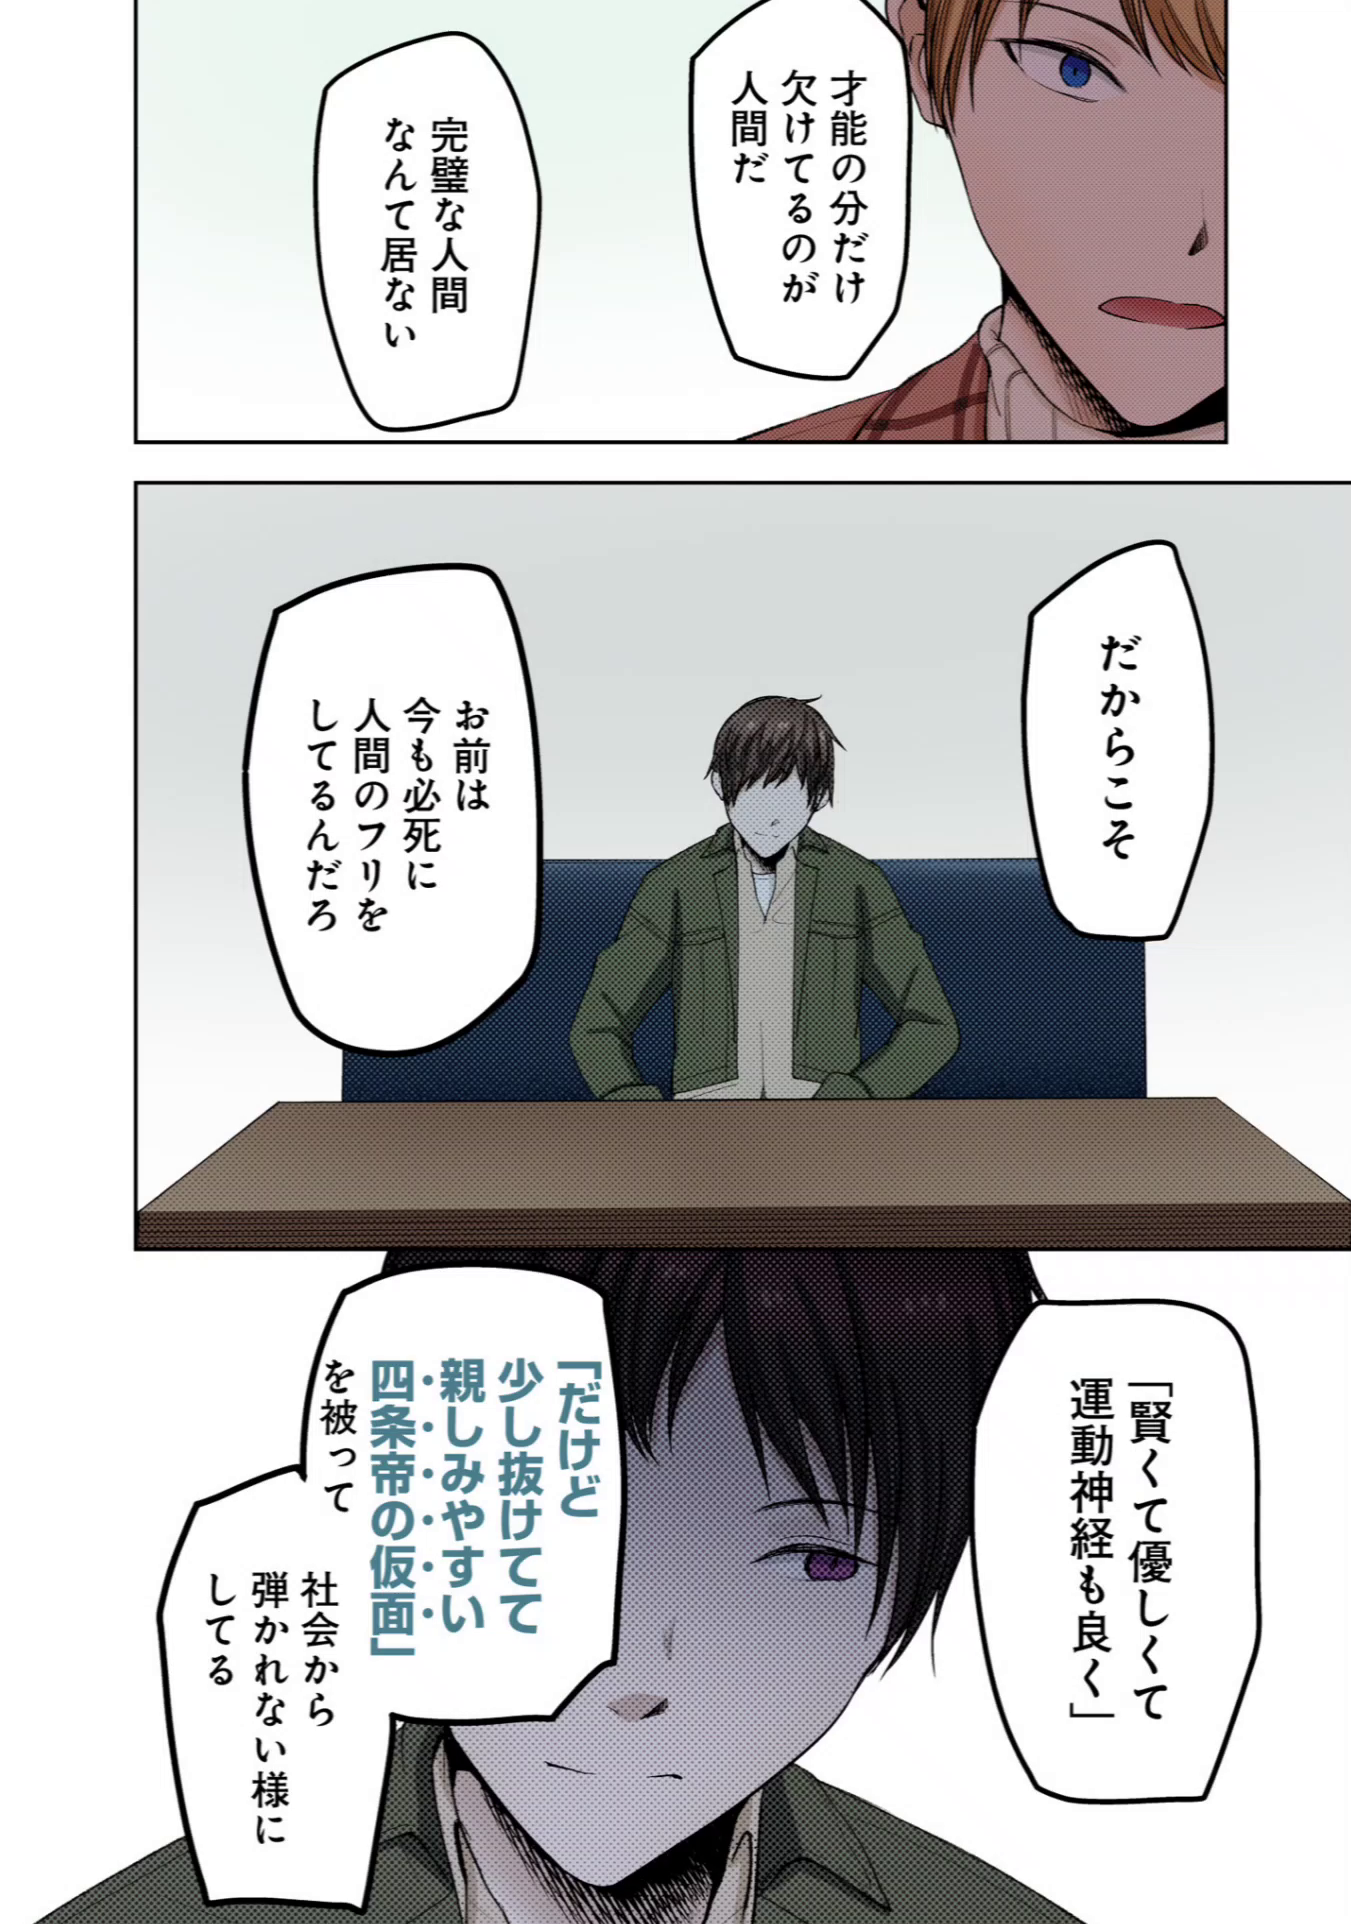 才能の分だけ
欠けてるのが
人間だ
完璧な人間
なんて居ない
だからこそ
お前は
今も必死に
人間のフリを
してるんだろ
「賢くて優しくて
運動神経も良く」
「だけど
少し抜けてて
親しみやすい
四条帝の仮面」
を被って
社会から
弾かれない様に
してる